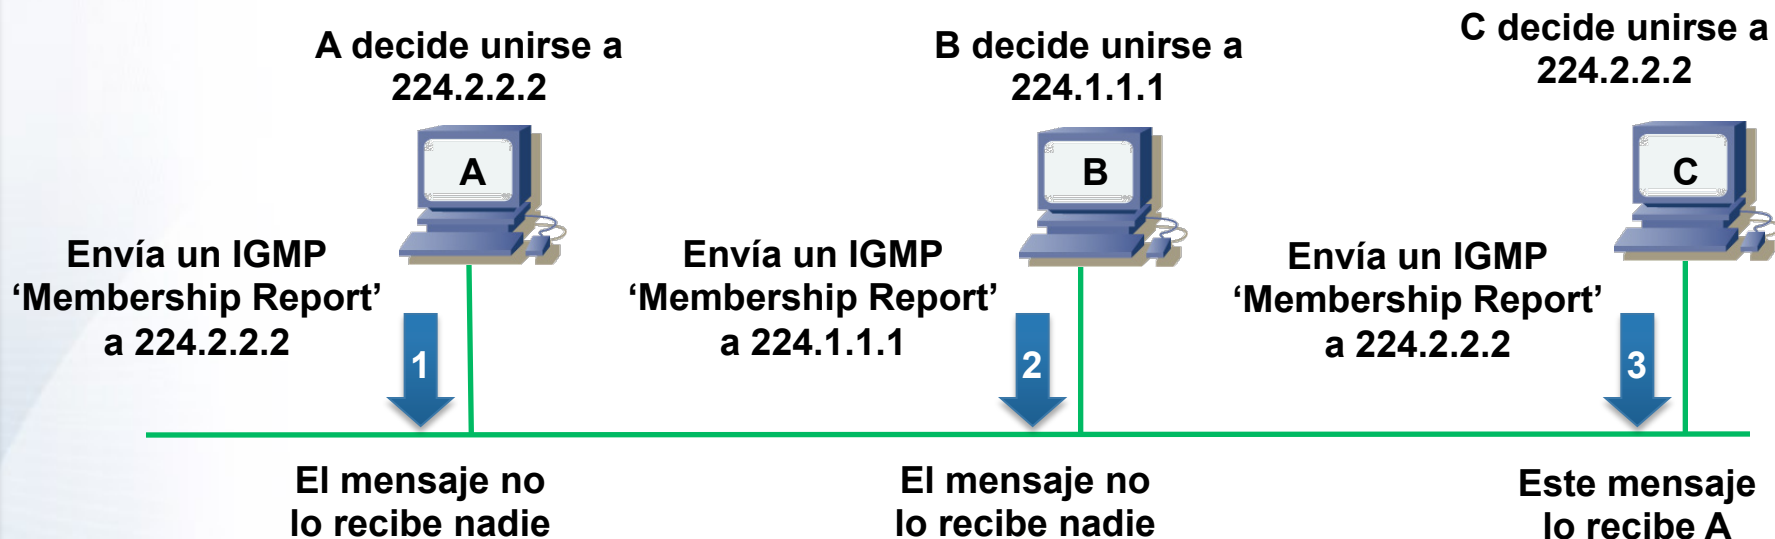 A decide unirse a
224.2.2.2
B decide unirse a
224.1.1.1
C decide unirse a
224.2.2.2
A
B
C
Envía un IGMP
‘Membership Report’
a 224.2.2.2
Envía un IGMP
‘Membership Report’
a 224.1.1.1
Envía un IGMP
‘Membership Report’
a 224.2.2.2
1
2
3
El mensaje no
lo recibe nadie
El mensaje no
lo recibe nadie
Este mensaje
lo recibe A